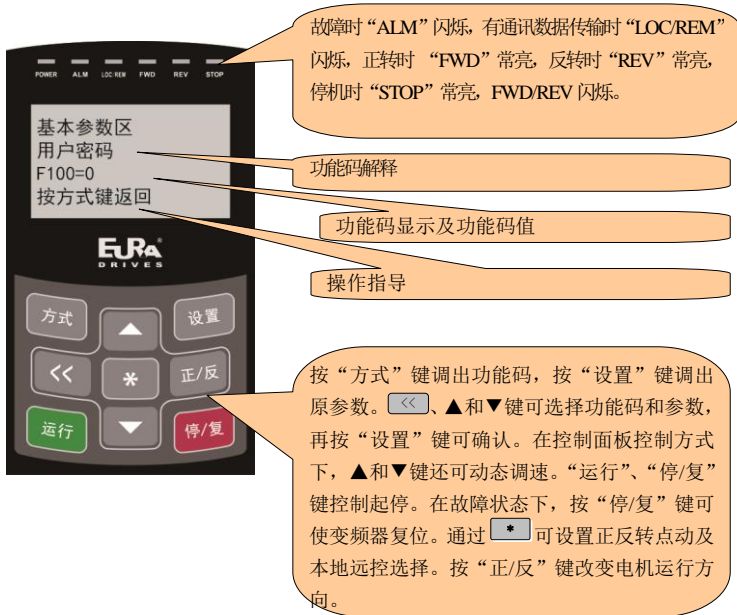 故障时“ALM”闪烁，有通讯数据传输时“LOC/REM”
闪烁，正转时 “FWD”常亮，反转时“REV”常亮，
停机时“STOP”常亮，FWD/REV 闪烁。
POWER ALM LOC/REM FWD REV STOP
基本参数区
用户密码
F100=0
按方式键返回
功能码解释
功能码显示及功能码值
操作指导
EURA
DRIVES
方式
设置
<<
*
正/反
运行
停/复
按“方式”键调出功能码，按“设置”键调出
原参数。<<、▲和▼键可选择功能码和参数，
再按“设置”键可确认。在控制面板控制方式
下，▲和▼键还可动态调速。“运行”、“停/复”
键控制起停。在故障状态下，按“停/复”键可
使变频器复位。通过 * 可设置正反转点动及
本地远控选择。按“正/反”键改变电机运行方
向。